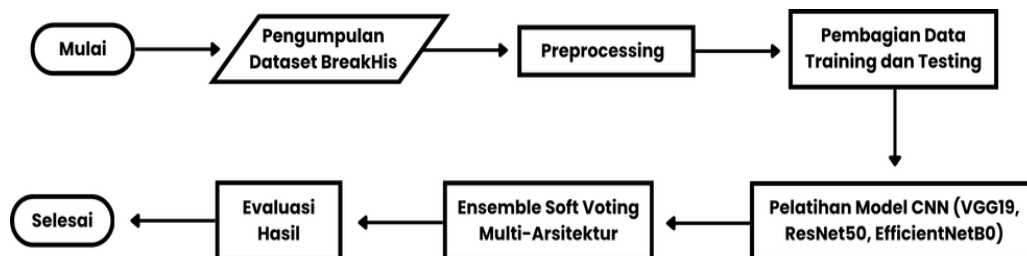 Mulai
Pengumpulan
Dataset BreakHis
Preprocessing
Pembagian Data
Training dan Testing
Pelatihan Model CNN (VGG19,
ResNet50, EfficientNetB0)
Ensemble Soft Voting
Multi-Arsitektur
Evaluasi
Hasil
Selesai